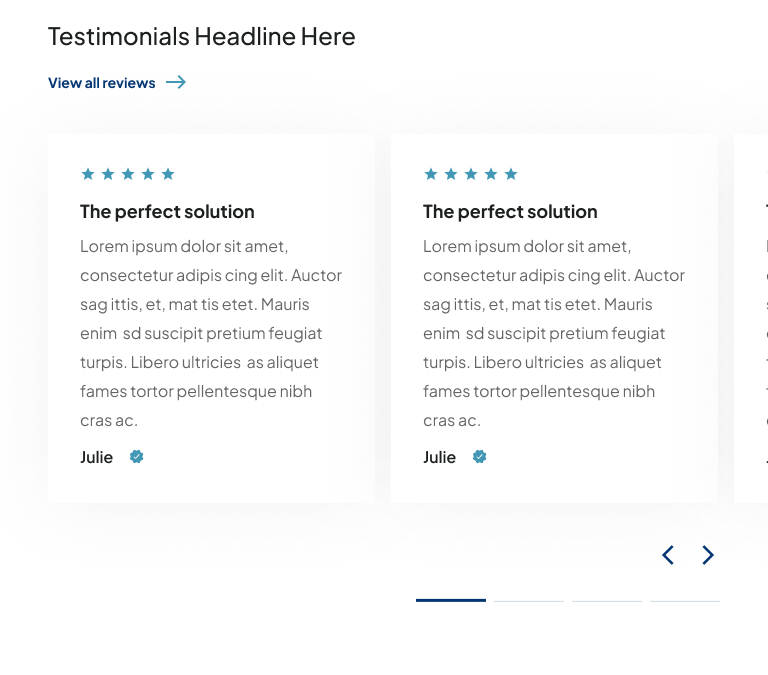 Testimonials Headline Here
View all reviews
The perfect solution
Lorem ipsum dolor sit amet,
consectetur adipis cing elit. Auctor
sag ittis, et, mat tis etet. Mauris
enim  sd suscipit pretium feugiat
turpis. Libero ultricies  as aliquet
fames tortor pellentesque nibh
cras ac.
Julie
The perfect solution
Lorem ipsum dolor sit amet,
consectetur adipis cing elit. Auctor
sag ittis, et, mat tis etet. Mauris
enim  sd suscipit pretium feugiat
turpis. Libero ultricies  as aliquet
fames tortor pellentesque nibh
cras ac.
Julie